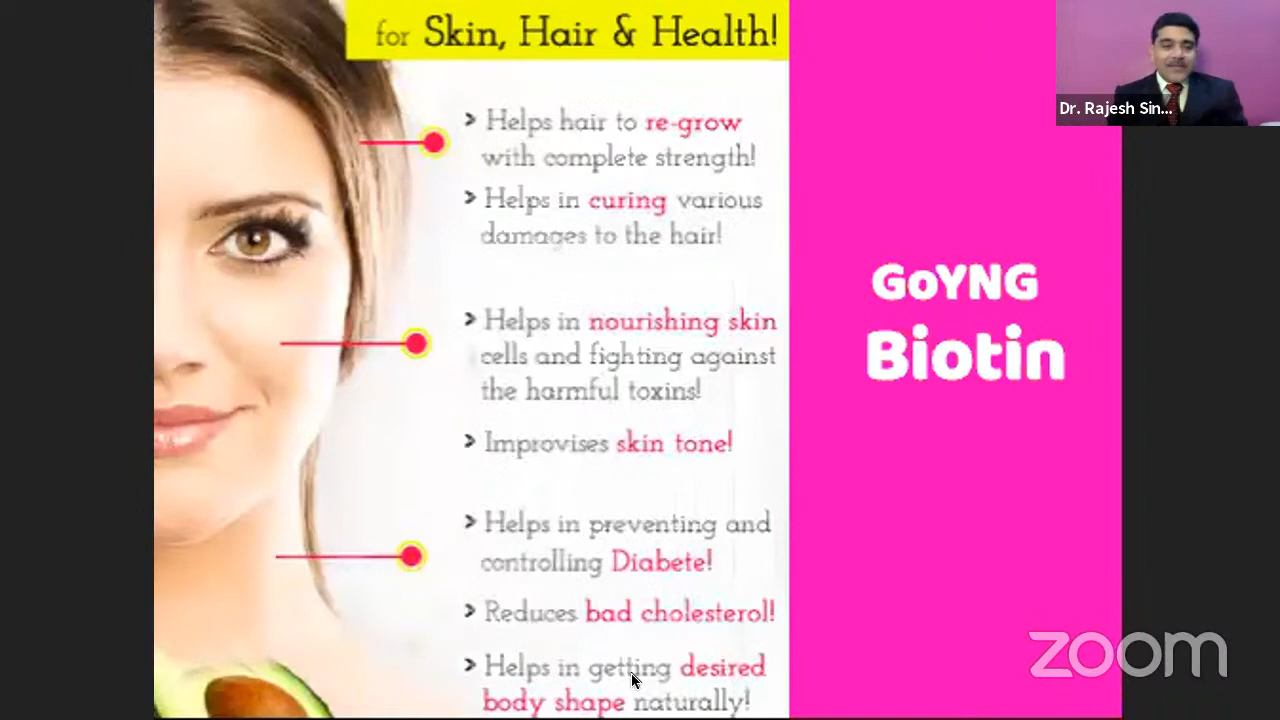 for Skin, Hair & Health!
Helps hair to re-grow
with complete strength!
Helps in curing various
damages to the hair!
Helps in nourishing skin
cells and fighting against
the harmful toxins!
Improvises skin tone!
Helps in preventing and
controlling Diabete!
Reduces bad cholesterol!
Helps in getting desired
body shape naturally!
GoYNG
Biotin
Dr. Rajesh Sin...
zoom